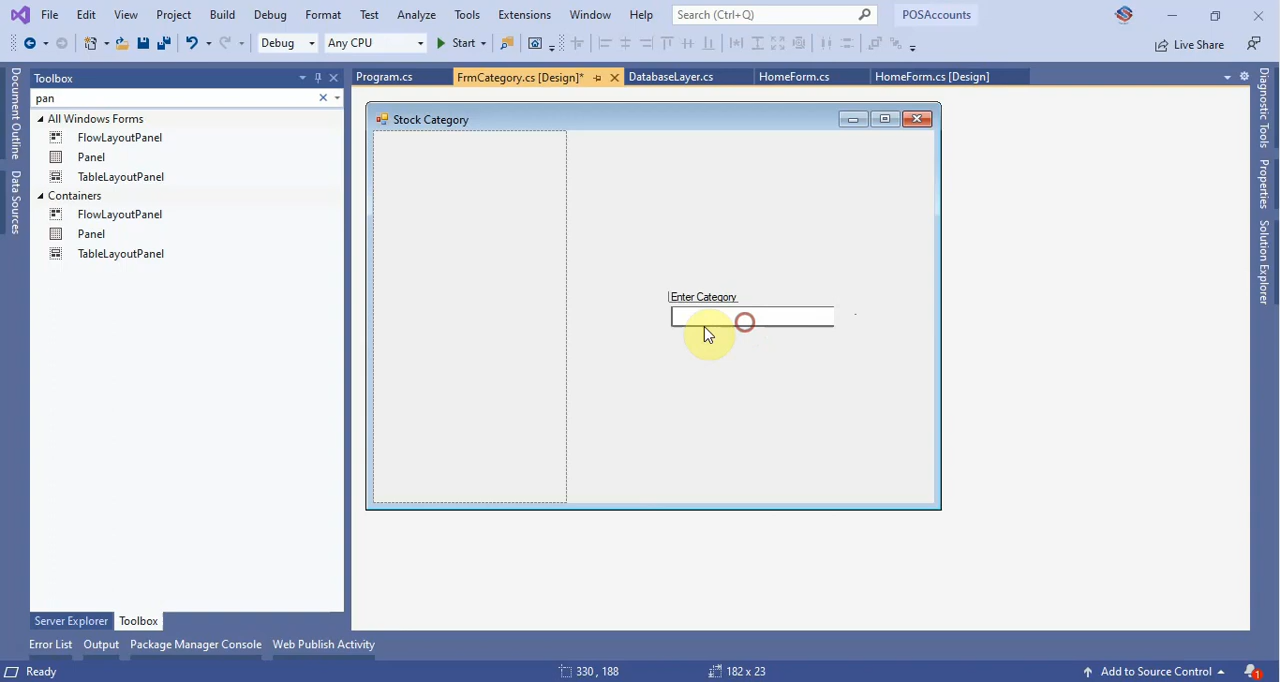 File Edit View Project Build Debug Format Test Analyze Tools Extensions Window Help Search (Ctrl+Q) POSAccounts
Debug Any CPU Start Live Share
Document Outline
Data Sources
Toolbox
pan
All Windows Forms
FlowLayoutPanel
Panel
TableLayoutPanel
Containers
FlowLayoutPanel
Panel
TableLayoutPanel
Program.cs FrmCategory.cs [Design]* DatabaseLayer.cs HomeForm.cs HomeForm.cs [Design]
Stock Category
Enter Category
Diagnostic Tools
Properties
Solution Explorer
Server Explorer Toolbox
Error List Output Package Manager Console Web Publish Activity
Ready 330 , 188 182 x 23 Add to Source Control 1